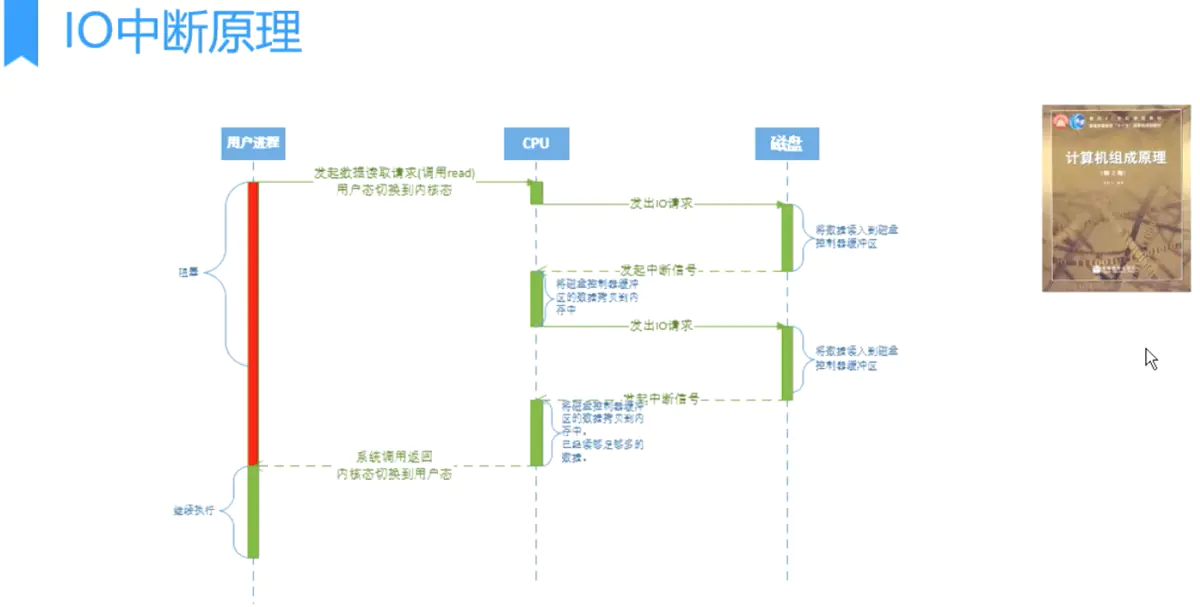 IO中断原理
用户进程
CPU
磁盘
发起数据读取请求(调用read)
用户态切换到内核态
发出IO请求
将数据读入到磁盘
控制器缓冲区
阻塞
发起中断信号
将磁盘控制器缓冲
区的数据拷贝到内
存中
发出IO请求
将数据读入到磁盘
控制器缓冲区
发起中断信号
将磁盘控制器缓冲
区的数据拷贝到内
存中。
已经读够足够多的
数据。
系统调用返回
内核态切换到用户态
继续执行
计算机组成原理
(第2版)